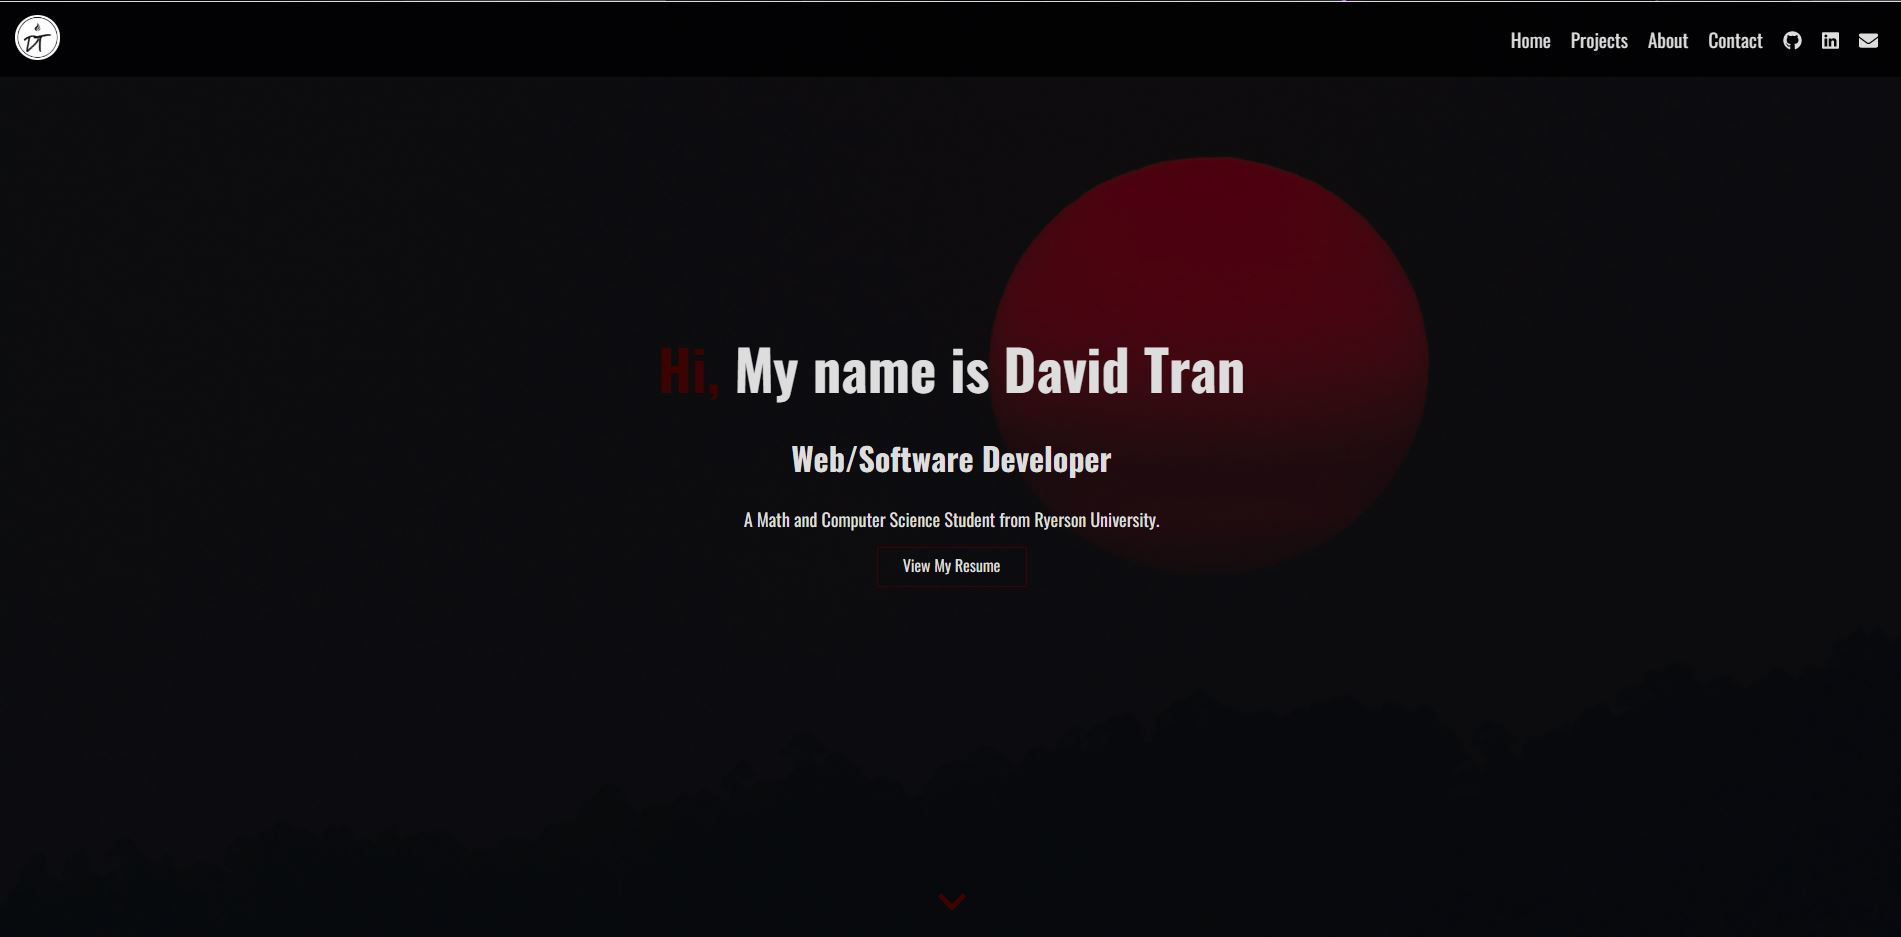 DT
Home Projects About Contact
Hi, My name is David Tran
Web/Software Developer
A Math and Computer Science Student from Ryerson University.
View My Resume